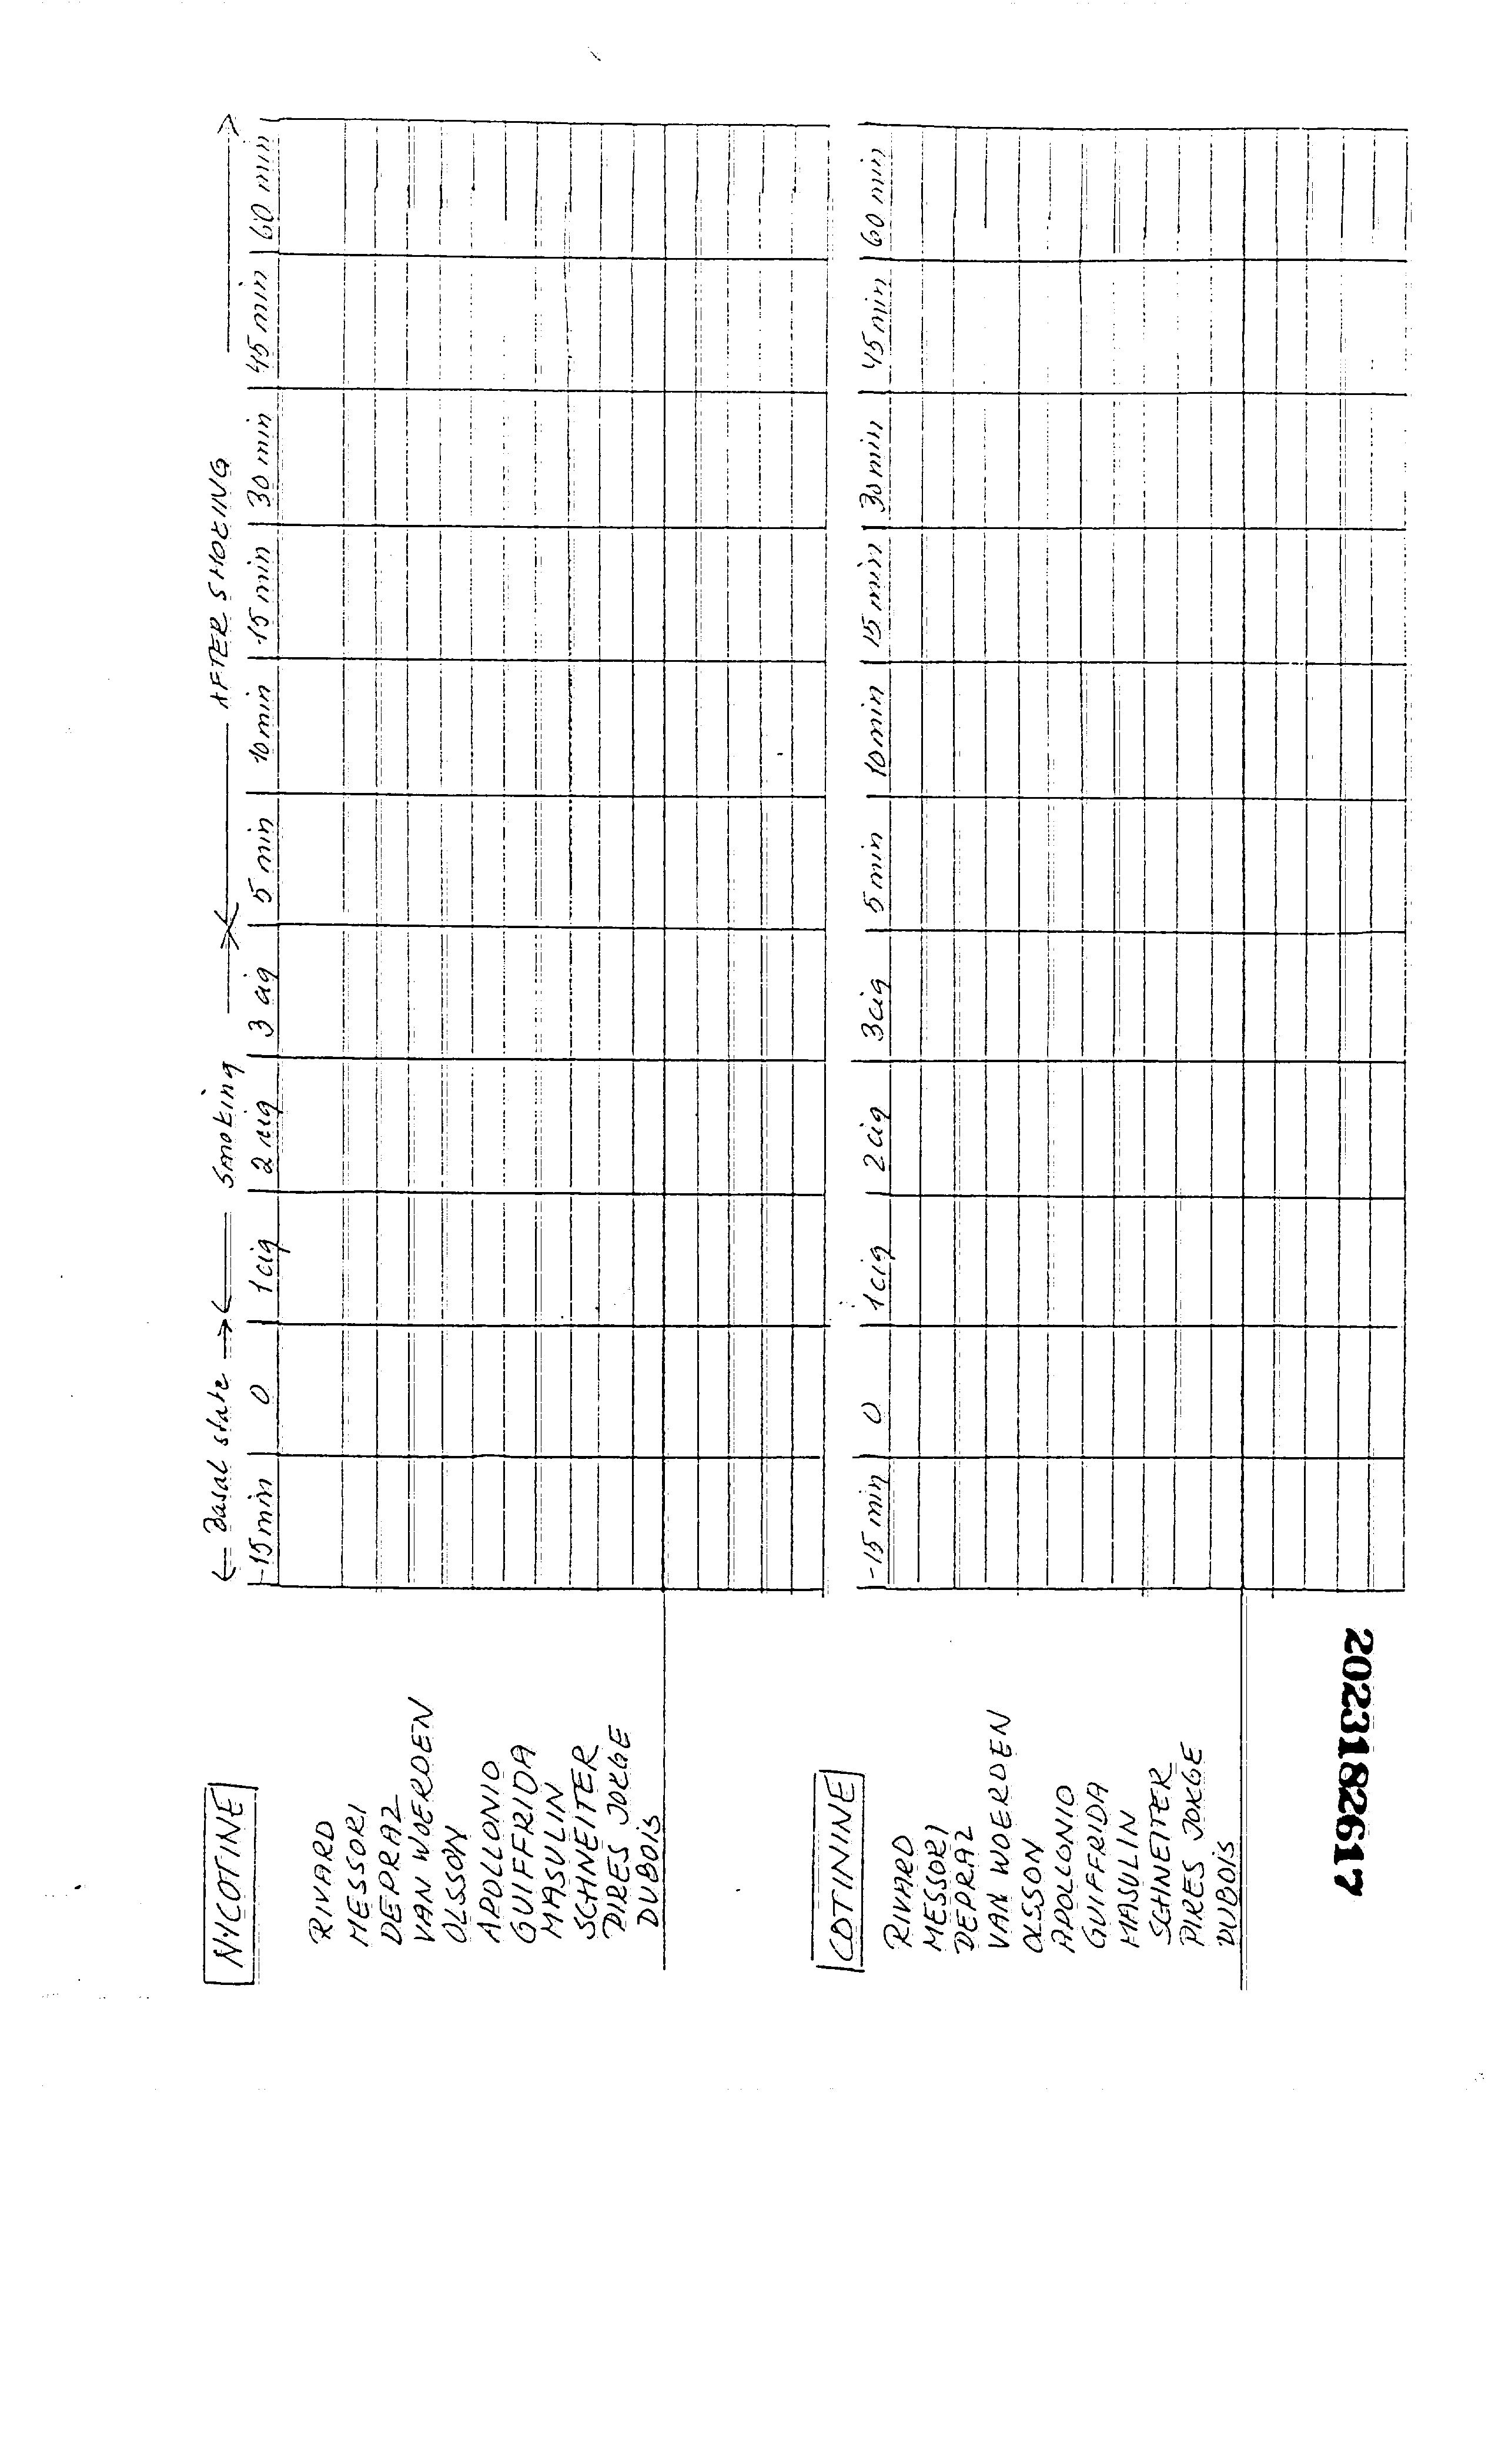 ← Basal state →← Smoking →← AFTER SMOKING →
NICOTINE -15 min 0 1 cig 2 cig 3 cig 5 min 10 min 15 min 30 min 45 min 60 min
RIVARD
MESSORI
DEPRAZ
VAN WOERDEN
OLSSON
APOLLONIO
GUIFFRIDA
MASULIN
SCHNEITER
PIRES JORGE
DUBOIS
COTININE -15 min 0 1 cig 2 cig 3 cig 5 min 10 min 15 min 30 min 45 min 60 min
RIVARD
MESSORI
DEPRAZ
VAN WOERDEN
OLSSON
APOLLONIO
GUIFFRIDA
MASULIN
SCHNEITER
PIRES JORGE
DUBOIS
2023182617